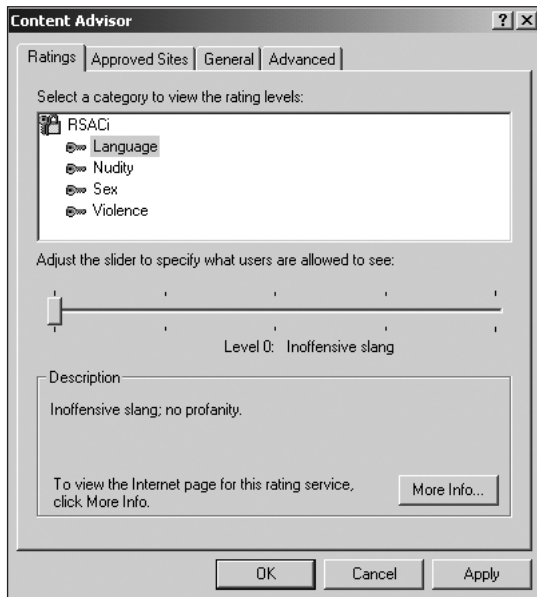 Content Advisor
Ratings Approved Sites General Advanced
Select a category to view the rating levels:
RSACi
Language
Nudity
Sex
Violence
Adjust the slider to specify what users are allowed to see:
Level 0: Inoffensive slang
Description
Inoffensive slang; no profanity.
To view the Internet page for this rating service,
click More Info.
More Info...
OK Cancel Apply